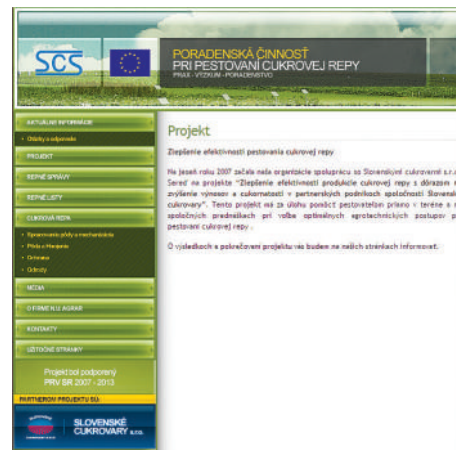 SCS
PORADENSKÁ ČINNOSŤ
PRI PESTOVANÍ CUKROVEJ REPY
PRAX - VÝZKUM - PORADENSTVO
AKTUÁLNE INFORMÁCIE
Otázky a odpovede
PROJEKT
REPNÉ SPRÁVY
REPNÉ LISTY
CUKROVÁ REPA
Spracovanie pôdy a mechanizácia
Pôda a Hnojenie
Ochrana
Odrody
MÉDIA
O FIRME N.U. AGRAR
KONTAKTY
UŽITOČNÉ STRÁNKY
Projekt bol podporený
PRV SR 2007 - 2013
PARTNEROM PROJEKTU SÚ:
SLOVENSKÉ
CUKROVARY s.r.o.
Projekt
Zlepšenie efektívnosti pestovania cukrovej repy
Na jeseň roku 2007 začala naša organizácia spoluprácu so Slovenskými cukrovarmi s.r.o.
Sereď na projekte "Zlepšenie efektívnosti produkcie cukrovej repy s dôrazom
zvýšenie výnosov a cukornatosti v partnerských podnikoch spoločnosti Slovensk
cukrovary". Tento projekt má za úlohu pomôcť pestovateľom priamo v teréne a
spoločných prednáškach pri voľbe optimálnych agrotechnických postupov p
pestovaní cukrovej repy .
O výsledkoch a pokračovaní projektu vás budem na našich stránkach informovať.